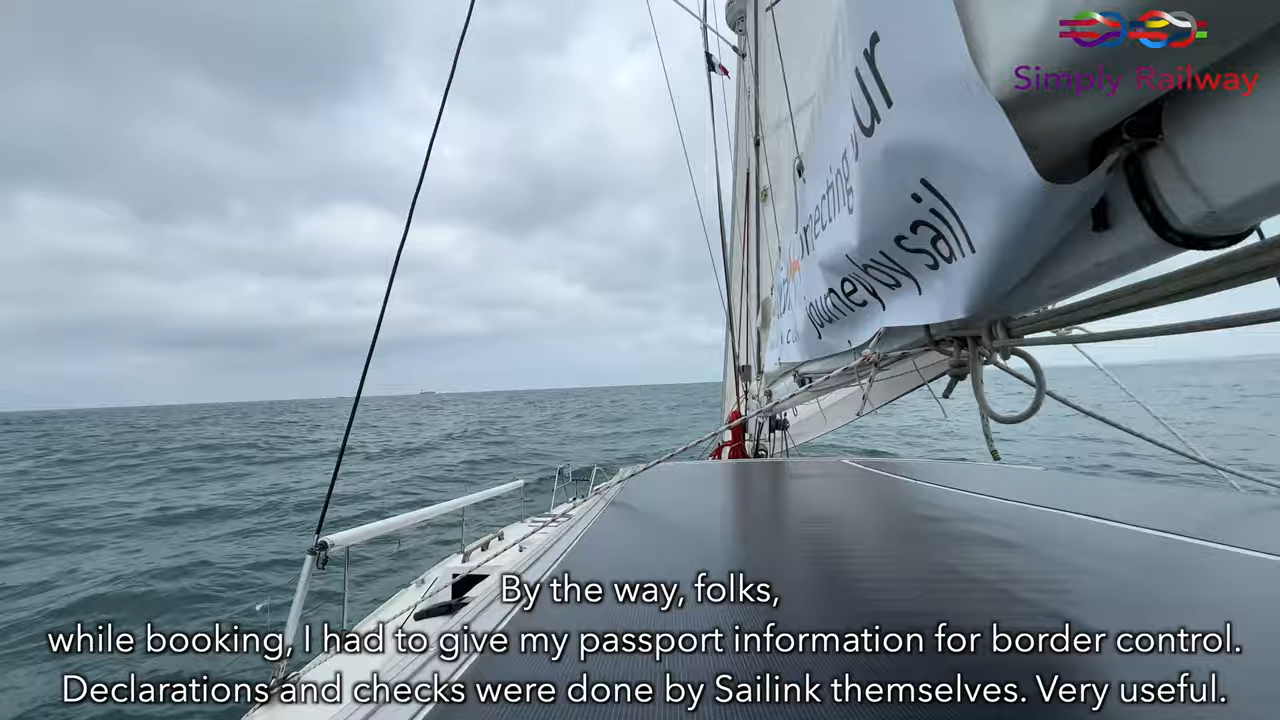 Simply Railway
ur
necting
journey by sail
By the way, folks,
while booking, I had to give my passport information for border control.
Declarations and checks were done by Sailink themselves. Very useful.